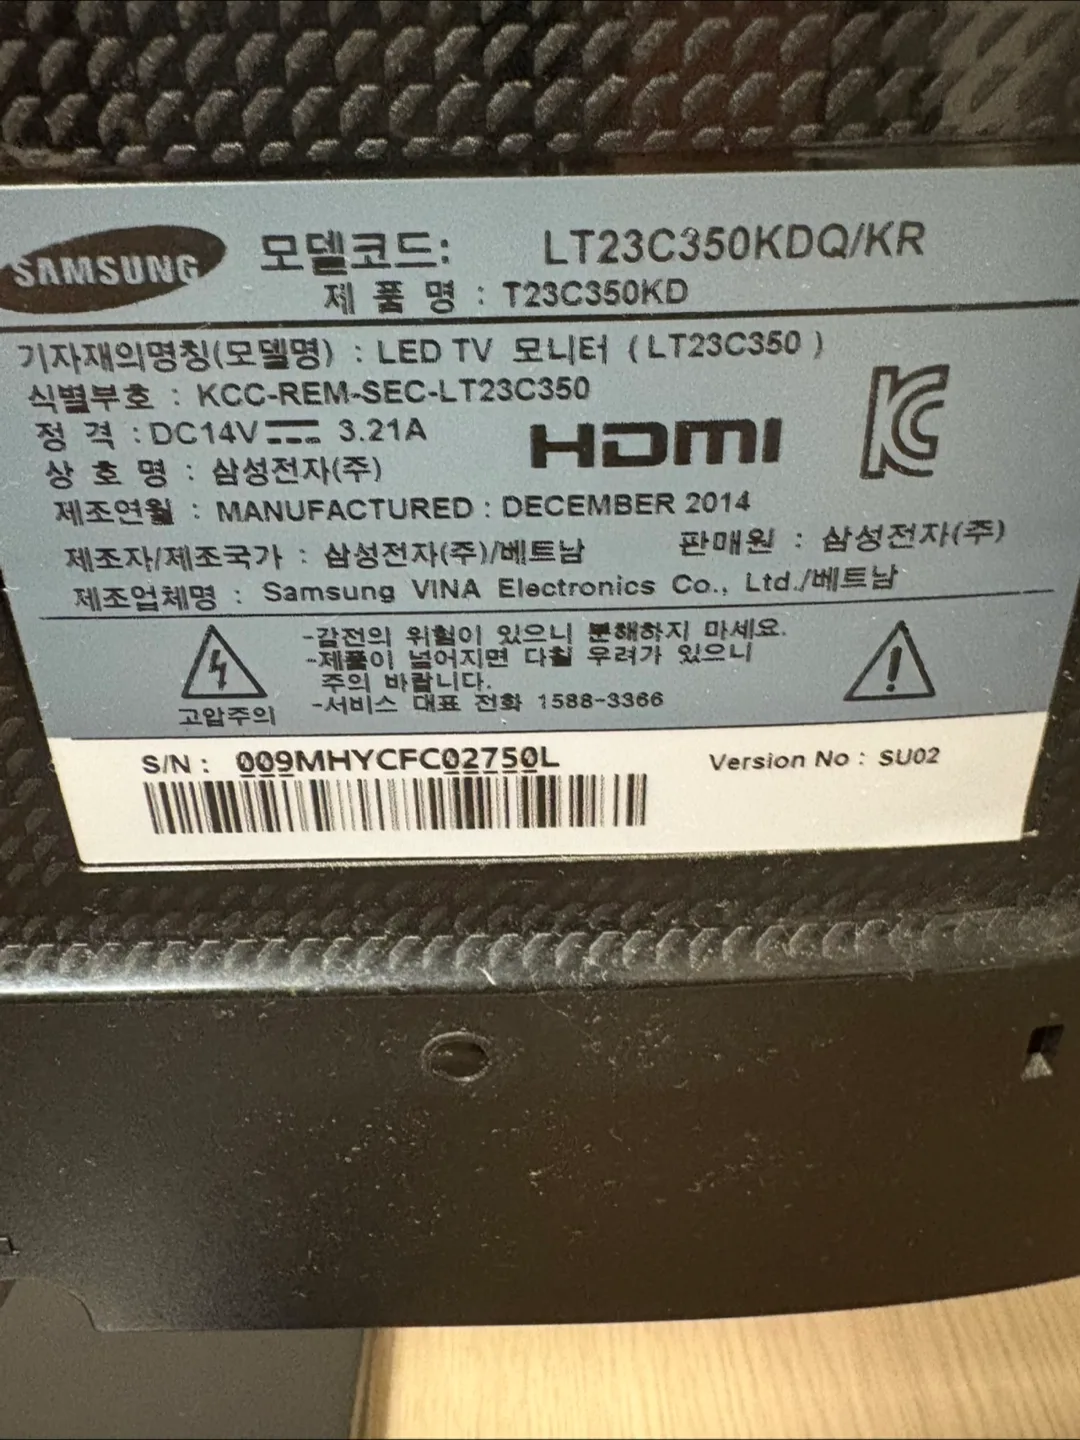 SAMSUNG
모델코드: LT23C350KDQ/KR
제 품 명 : T23C350KD
기자재의명칭(모델명) : LED TV 모니터 ( LT23C350 )
식별부호 : KCC-REM-SEC-LT23C350
정 격 : DC14V 3.21A
HDMI
상 호 명 : 삼성전자(주)
제조연월 : MANUFACTURED : DECEMBER 2014
제조자/제조국가 : 삼성전자(주)/베트남 판매원 : 삼성전자(주)
제조업체명 : Samsung VINA Electronics Co., Ltd./베트남
-감전의 위험이 있으니 분해하지 마세요.
-제품이 넘어지면 다칠 우려가 있으니
주의 바랍니다.
-서비스 대표 전화 1588-3366
고압주의
S/N : 009MHYCFC02750L
Version No : SU02